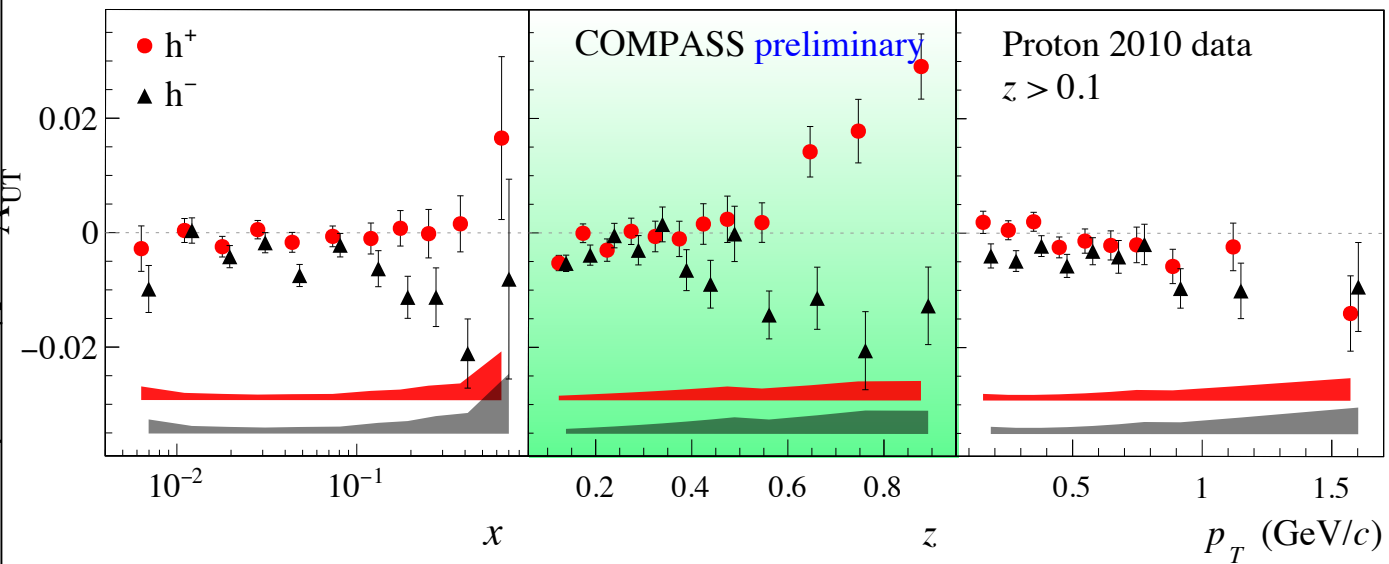 h⁺
h⁻
COMPASS preliminary
Proton 2010 data
z > 0.1
0.02
0
−0.02
10⁻² 10⁻¹
0.2 0.4 0.6 0.8
0.5 1 1.5
x
z
p_T (GeV/c)